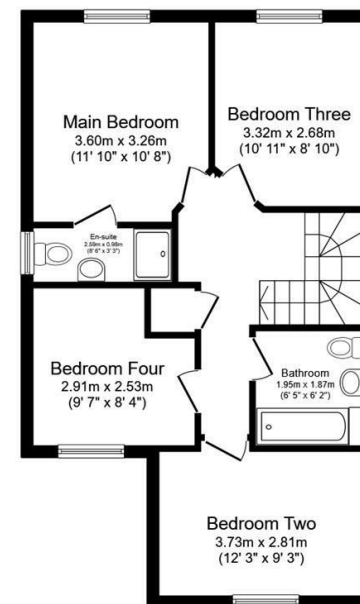 Main Bedroom
3.60m x 3.26m
(11' 10" x 10' 8")
Bedroom Three
3.32m x 2.68m
(10' 11" x 8' 10")
En-suite
2.59m x 0.98m
(8' 6" x 3' 3")
Bedroom Four
2.91m x 2.53m
(9' 7" x 8' 4")
Bathroom
1.95m x 1.87m
(6' 5" x 6' 2")
Bedroom Two
3.73m x 2.81m
(12' 3" x 9' 3")